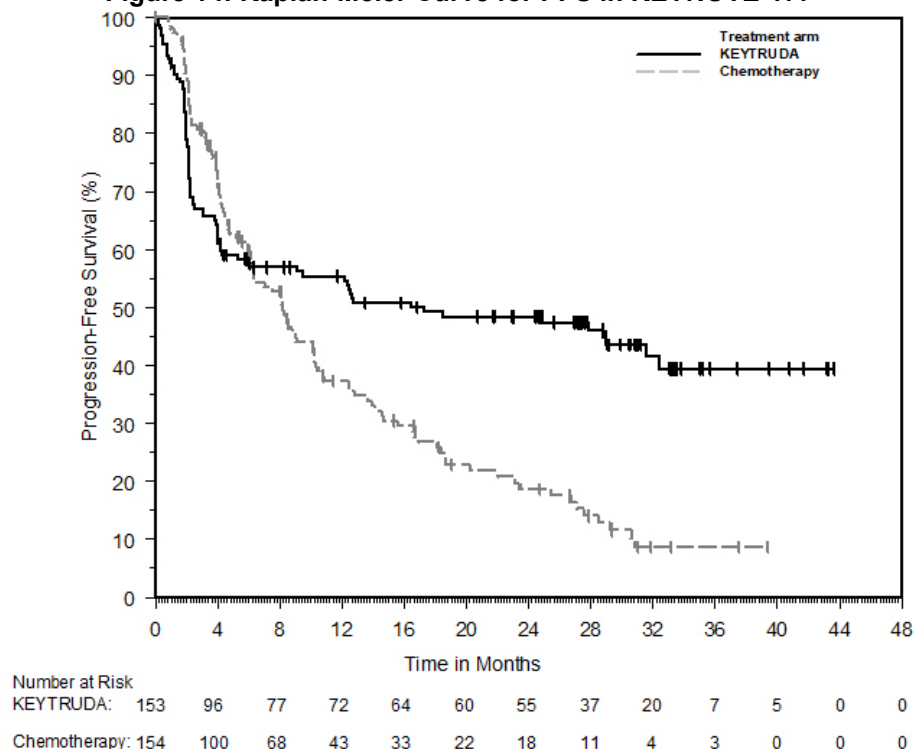 Treatment arm
KEYTRUDA
Chemotherapy
100
90
80
70
60
50
40
30
20
10
0
Progression-Free Survival (%)
0 4 8 12 16 20 24 28 32 36 40 44 48
Time in Months
Number at Risk
KEYTRUDA: 153 96 77 72 64 60 55 37 20 7 5 0 0
Chemotherapy: 154 100 68 43 33 22 18 11 4 3 0 0 0